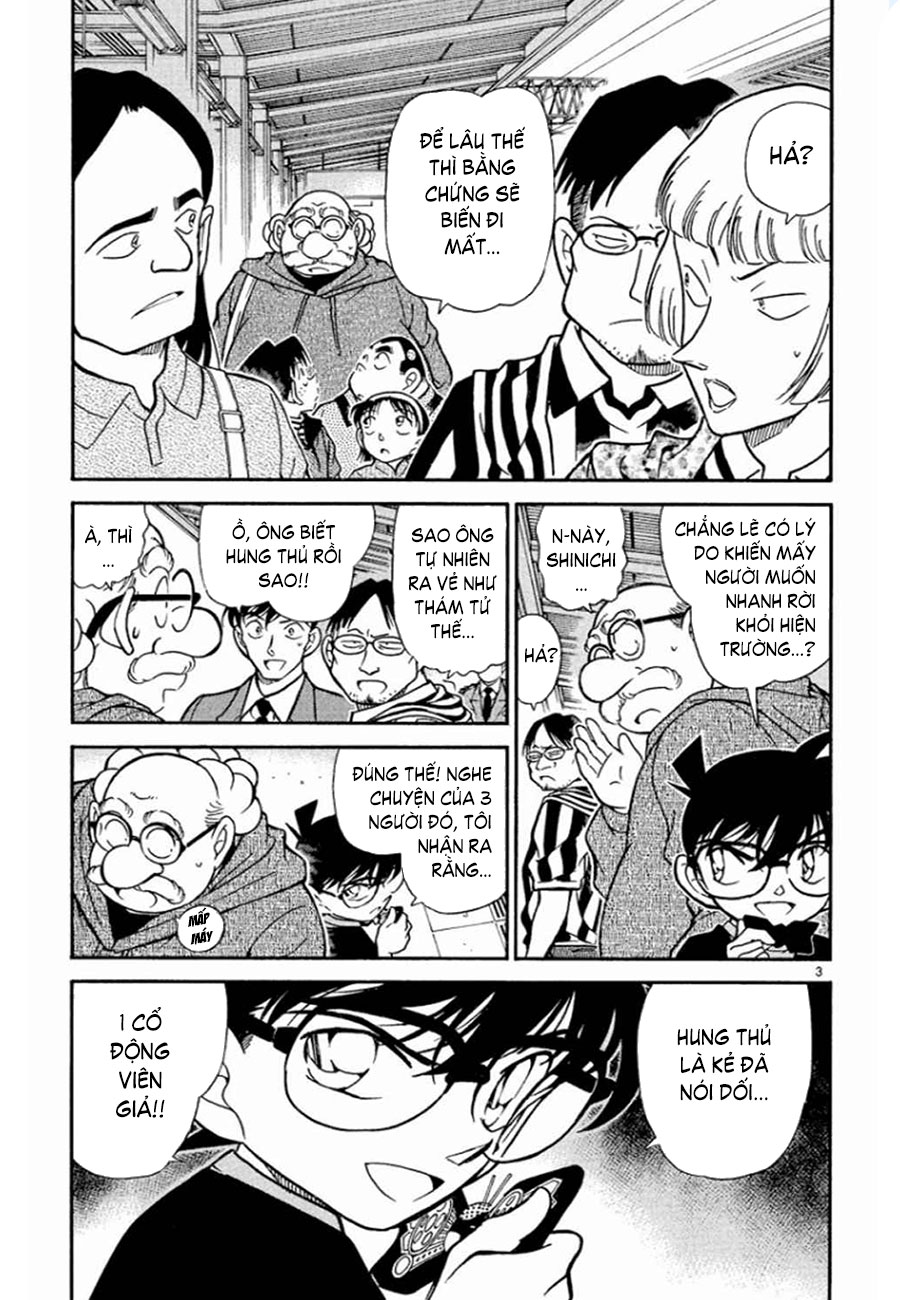 HẢ?
ĐỂ LÂU THẾ
THÌ BẰNG
CHỨNG SẼ
BIẾN ĐI
MẤT...
CHẲNG LẼ CÓ LÝ
DO KHIẾN MẤY
NGƯỜI MUỐN
NHANH RỜI
KHỎI HIỆN
TRƯỜNG...?
N-NÀY,
SHINICHI
...
HẢ?
SAO ÔNG
TỰ NHIÊN
RA VẺ NHƯ
THÁM TỬ
THẾ...
Ồ, ÔNG BIẾT
HUNG THỦ RỒI
SAO!!
À, THÌ
...
ĐÚNG THẾ! NGHE
CHUYỆN CỦA 3
NGƯỜI ĐÓ, TÔI
NHẬN RA
RẰNG...
MẤP
MÁY
3
HUNG THỦ
LÀ KẺ ĐÃ
NÓI DỐI...
1 CỔ
ĐỘNG
VIÊN
GIẢ!!